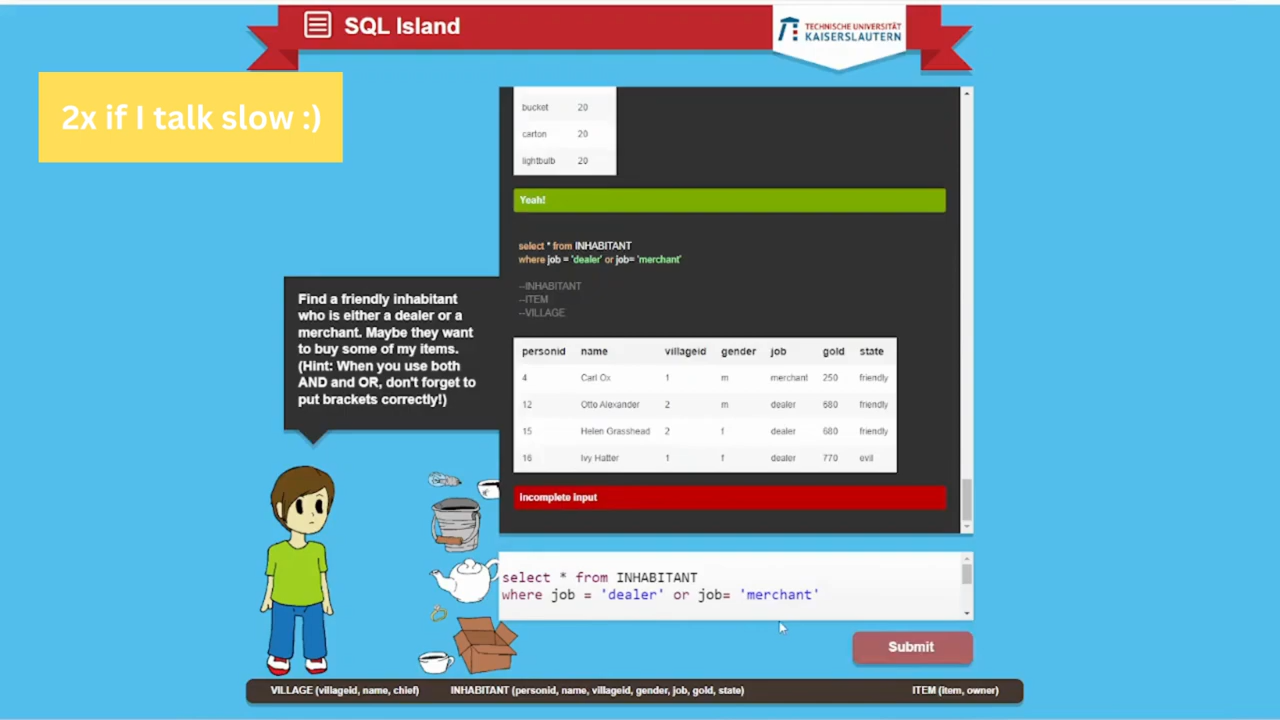 SQL Island
TECHNISCHE UNIVERSITÄT
KAISERSLAUTERN
2x if I talk slow :)
bucket 20
carton 20
lightbulb 20
Yeah!
select * from INHABITANT
where job = 'dealer' or job= 'merchant'
--INHABITANT
--ITEM
--VILLAGE
Find a friendly inhabitant
who is either a dealer or a
merchant. Maybe they want
to buy some of my items.
(Hint: When you use both
AND and OR, don't forget to
put brackets correctly!)
personid name villageid gender job gold state
4 Carl Ox 1 m merchant 250 friendly
12 Otto Alexander 2 m dealer 680 friendly
15 Helen Grasshead 2 f dealer 680 friendly
16 Ivy Hatter 1 f dealer 770 evil
Incomplete input
select * from INHABITANT
where job = 'dealer' or job= 'merchant'
Submit
VILLAGE (villageid, name, chief) INHABITANT (personid, name, villageid, gender, job, gold, state) ITEM (item, owner)